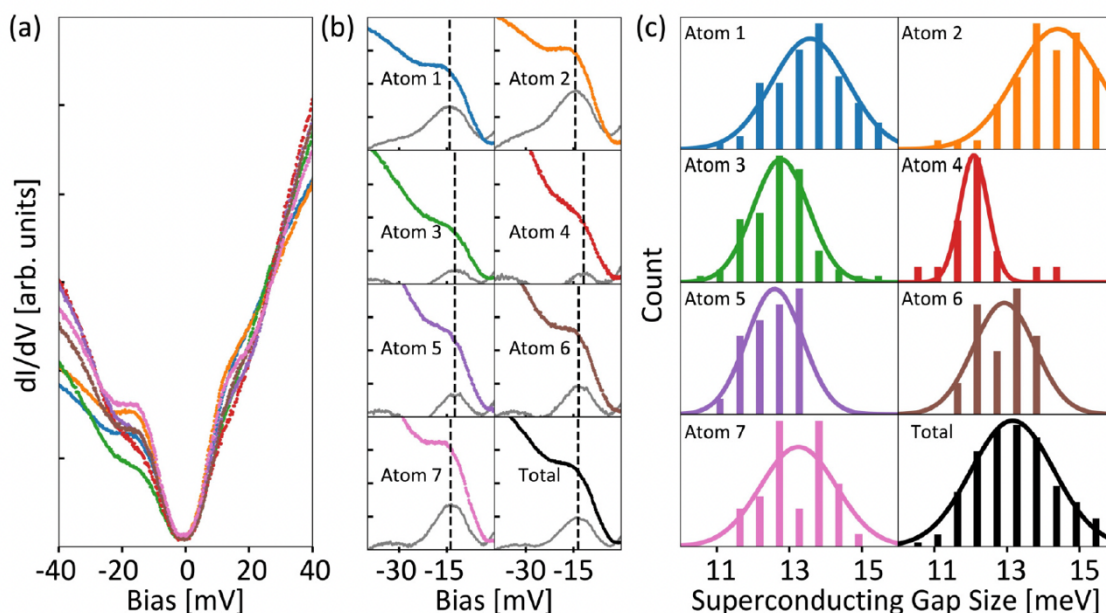 (a)
(b)
(c)
dI/dV [arb. units]
-40 -20 0 20 40
Bias [mV]
Atom 1
Atom 2
Atom 3
Atom 4
Atom 5
Atom 6
Atom 7
Total
-30 -15
-30 -15
Bias [mV]
Count
Atom 1
Atom 2
Atom 3
Atom 4
Atom 5
Atom 6
Atom 7
Total
11 13 15
11 13 15
Superconducting Gap Size [meV]